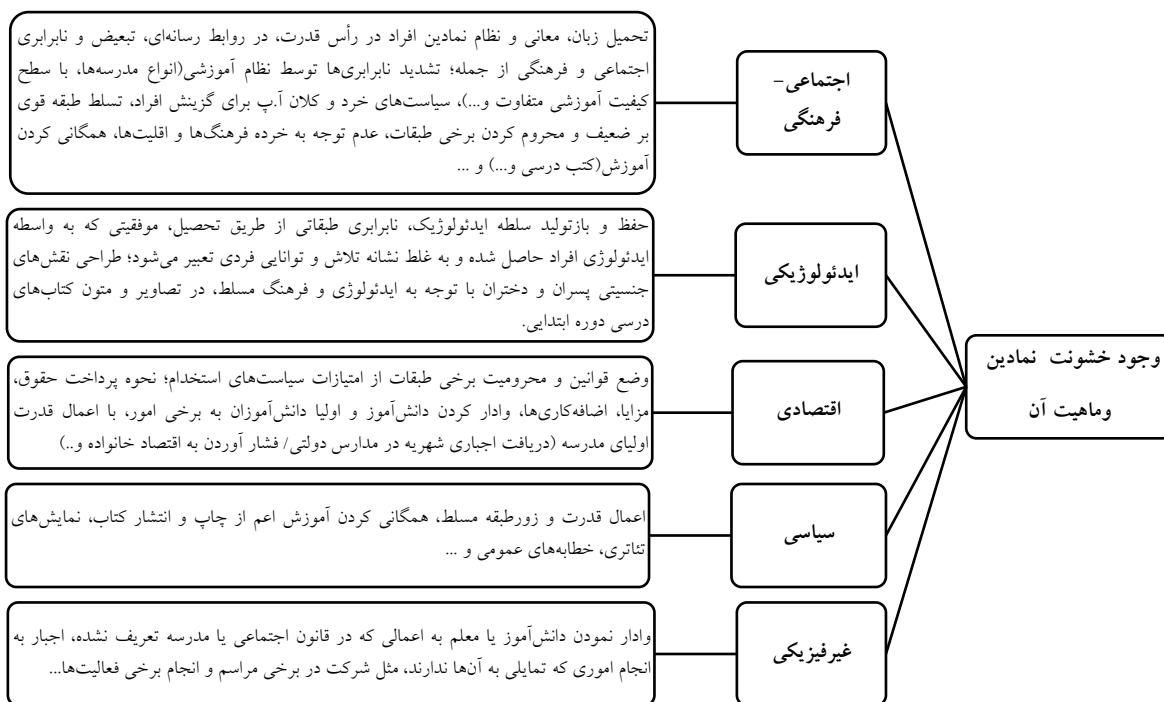 وجود خشونت نمادین
وماهیت آن
اجتماعی-
فرهنگی
تحمیل زبان، معانی و نظام نمادین افراد در رأس قدرت، در روابط رسانه‌ای، تبعیض و نابرابری
اجتماعی و فرهنگی از جمله؛ تشدید نابرابری‌ها توسط نظام آموزشی(انواع مدرسه‌ها، با سطح
کیفیت آموزشی متفاوت و...)، سیاست‌های خرد و کلان آ.پ برای گزینش افراد، تسلط طبقه قوی
بر ضعیف و محروم کردن برخی طبقات، عدم توجه به خرده فرهنگ‌ها و اقلیت‌ها، همگانی کردن
آموزش(کتب درسی و...) و ...
ایدئولوژیکی
حفظ و بازتولید سلطه ایدئولوژیک، نابرابری طبقاتی از طریق تحصیل، موفقیتی که به واسطه
ایدئولوژی افراد حاصل شده و به غلط نشانه تلاش و توانایی فردی تعبیر می‌شود؛ طراحی نقش‌های
جنسیتی پسران و دختران با توجه به ایدئولوژی و فرهنگ مسلط، در تصاویر و متون کتاب‌های
درسی دوره ابتدایی.
اقتصادی
وضع قوانین و محرومیت برخی طبقات از امتیازات سیاست‌های استخدام؛ نحوه پرداخت حقوق،
مزایا، اضافه‌کاری‌ها، وادار کردن دانش‌آموز و اولیا دانش‌آموزان به برخی امور، با اعمال قدرت
اولیای مدرسه (دریافت اجباری شهریه در مدارس دولتی/ فشار آوردن به اقتصاد خانواده و..)
سیاسی
اعمال قدرت و زورطبقه مسلط، همگانی کردن آموزش اعم از چاپ و انتشار کتاب، نمایش‌های
تئاتری، خطابه‌های عمومی و ...
غیرفیزیکی
وادار نمودن دانش‌آموز یا معلم به اعمالی که در قانون اجتماعی یا مدرسه تعریف نشده، اجبار به
انجام اموری که تمایلی به آن‌ها ندارند، مثل شرکت در برخی مراسم و انجام برخی فعالیت‌ها...